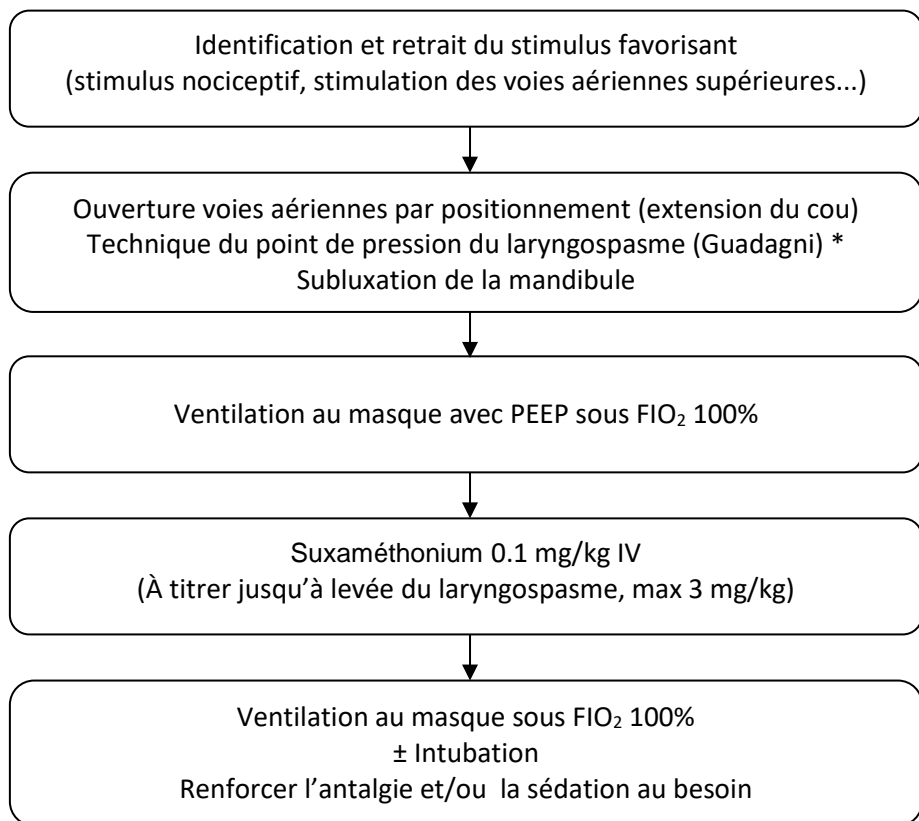 Identification et retrait du stimulus favorisant
(stimulus nociceptif, stimulation des voies aériennes supérieures...)
Ouverture voies aériennes par positionnement (extension du cou)
Technique du point de pression du laryngospasme (Guadagni) *
Subluxation de la mandibule
Ventilation au masque avec PEEP sous FIO₂ 100%
Suxaméthonium 0.1 mg/kg IV
(À titrer jusqu’à levée du laryngospasme, max 3 mg/kg)
Ventilation au masque sous FIO₂ 100%
± Intubation
Renforcer l’antalgie et/ou la sédation au besoin